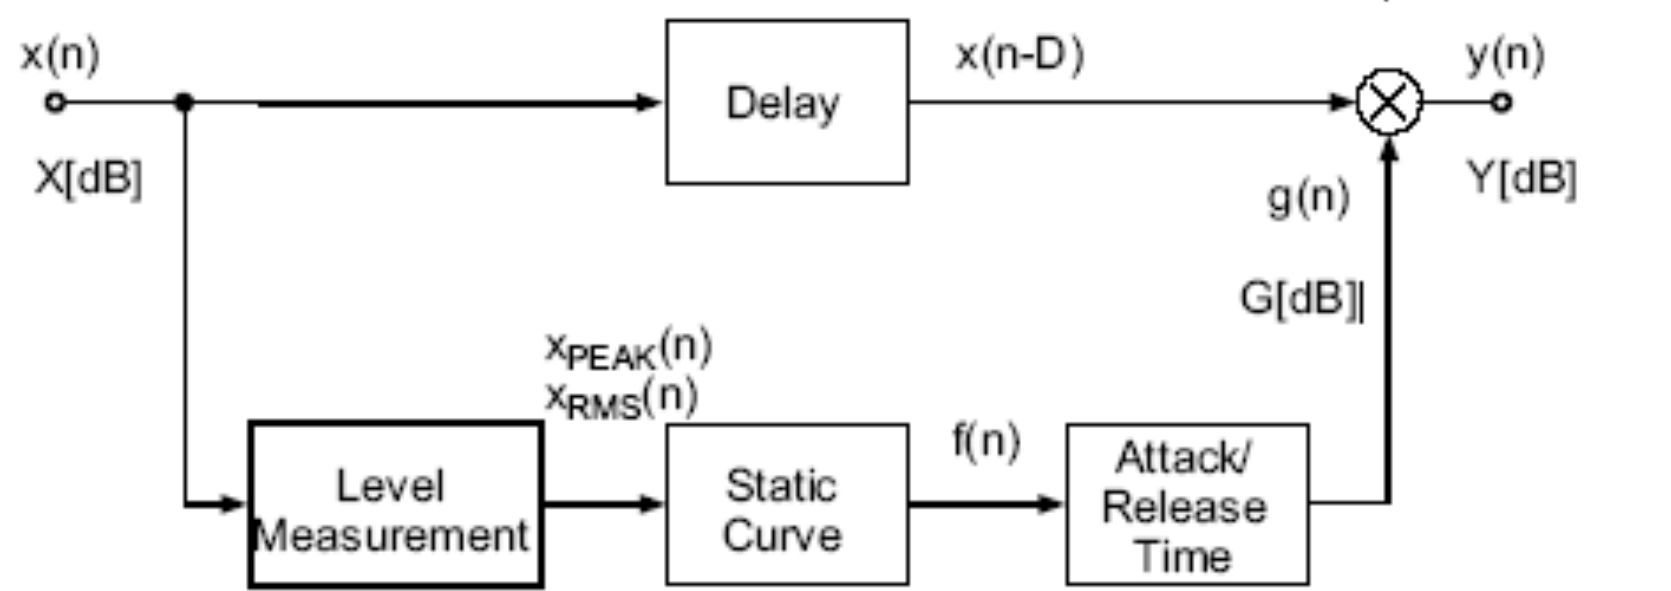 x(n)
Delay
x(n-D)
y(n)
X[dB]
g(n)
Y[dB]
G[dB]|
xPEAK(n)
xRMS(n)
Level
Measurement
Static
Curve
f(n)
Attack/
Release
Time